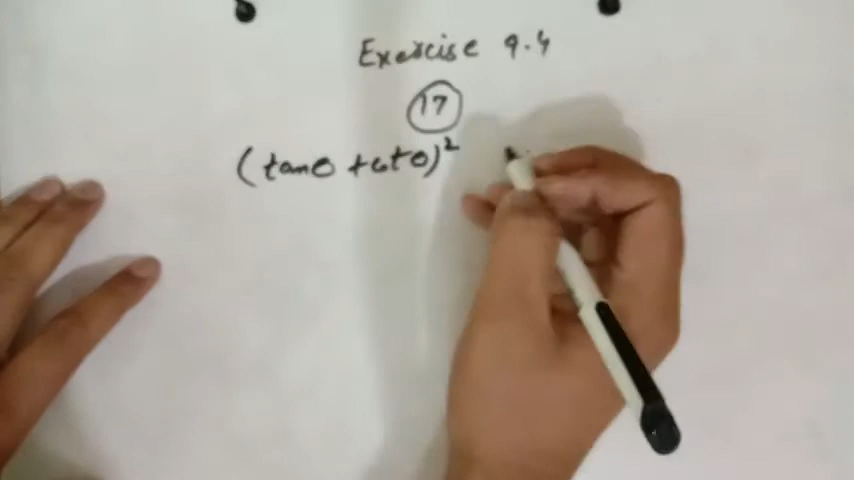 Exercise 9.4
17
(tanθ + cotθ)²